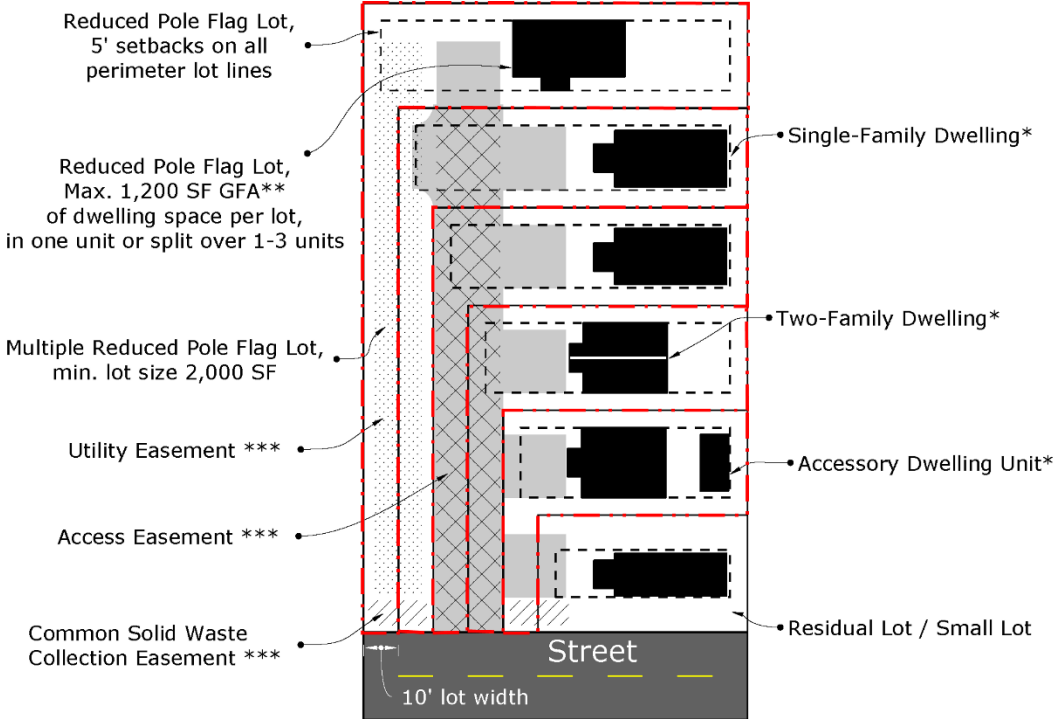 Reduced Pole Flag Lot,
5' setbacks on all
perimeter lot lines
Reduced Pole Flag Lot,
Max. 1,200 SF GFA**
of dwelling space per lot,
in one unit or split over 1-3 units
Multiple Reduced Pole Flag Lot,
min. lot size 2,000 SF
Utility Easement ***
Access Easement ***
Common Solid Waste
Collection Easement ***
Single-Family Dwelling*
Two-Family Dwelling*
Accessory Dwelling Unit*
Residual Lot / Small Lot
Street
10' lot width